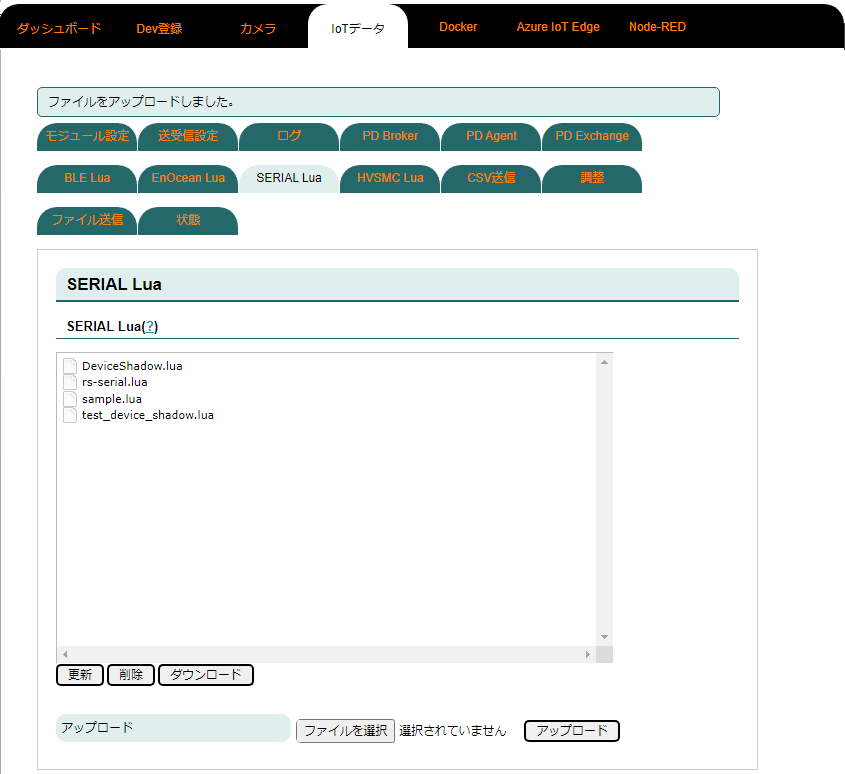 ダッシュボード Dev登録 カメラ IoTデータ Docker Azure IoT Edge Node-RED
ファイルをアップロードしました。
モジュール設定 送受信設定 ログ PD Broker PD Agent PD Exchange
BLE Lua EnOcean Lua SERIAL Lua HVSMC Lua CSV送信 調整
ファイル送信 状態
SERIAL Lua
SERIAL Lua(?)
DeviceShadow.lua
rs-serial.lua
sample.lua
test_device_shadow.lua
更新 削除 ダウンロード
アップロード ファイルを選択 選択されていません アップロード